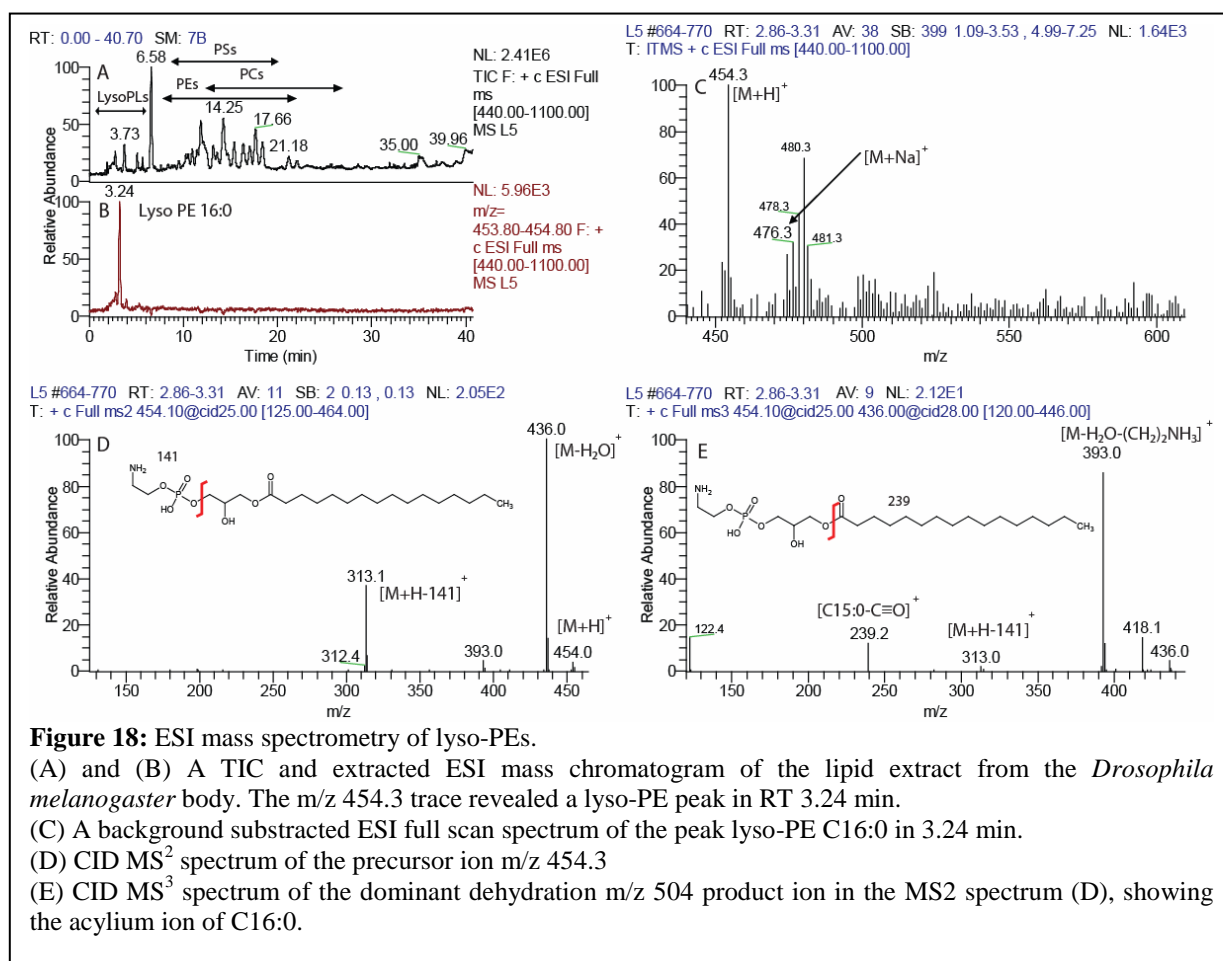 RT: 0.00 - 40.70 SM: 7B
A
6.58
PSs
PCs
PEs
LysoPLs
14.25
17.66
3.73
21.18
35.00
39.96
NL: 2.41E6
TIC F: + c ESI Full
ms
[440.00-1100.00]
MS L5
100
50
0
Relative Abundance
B
3.24
Lyso PE 16:0
NL: 5.96E3
m/z=
453.80-454.80 F: +
c ESI Full ms
[440.00-1100.00]
MS L5
100
50
0
0 10 20 30 40
Time (min)
L5 #664-770 RT: 2.86-3.31 AV: 38 SB: 399 1.09-3.53 , 4.99-7.25 NL: 1.64E3
T: ITMS + c ESI Full ms [440.00-1100.00]
C
454.3
[M+H]+
480.3
[M+Na]+
478.3
476.3
481.3
100
80
60
40
20
0
Relative Abundance
450 500 550 600
m/z
L5 #664-770 RT: 2.86-3.31 AV: 11 SB: 2 0.13 , 0.13 NL: 2.05E2
T: + c Full ms2 454.10@cid25.00 [125.00-464.00]
D
436.0
[M-H2O]+
141
NH2
O
O
P
HO
O
OH
O
O
CH3
313.1
[M+H-141]+
312.4
393.0
[M+H]+
454.0
100
80
60
40
20
0
Relative Abundance
150 200 250 300 350 400 450
m/z
L5 #664-770 RT: 2.86-3.31 AV: 9 NL: 2.12E1
T: + c Full ms3 454.10@cid25.00 436.00@cid28.00 [120.00-446.00]
[M-H2O-(CH2)2NH3]+
E
393.0
239
NH2
O
O
P
HO
O
OH
O
O
CH3
[C15:0-C≡O]+
239.2
[M+H-141]+
313.0
122.4
418.1
436.0
100
80
60
40
20
0
Relative Abundance
150 200 250 300 350 400
m/z
Figure 18: ESI mass spectrometry of lyso-PEs.
(A) and (B) A TIC and extracted ESI mass chromatogram of the lipid extract from the Drosophila
melanogaster body. The m/z 454.3 trace revealed a lyso-PE peak in RT 3.24 min.
(C) A background substracted ESI full scan spectrum of the peak lyso-PE C16:0 in 3.24 min.
(D) CID MS2 spectrum of the precursor ion m/z 454.3
(E) CID MS3 spectrum of the dominant dehydration m/z 504 product ion in the MS2 spectrum (D), showing
the acylium ion of C16:0.